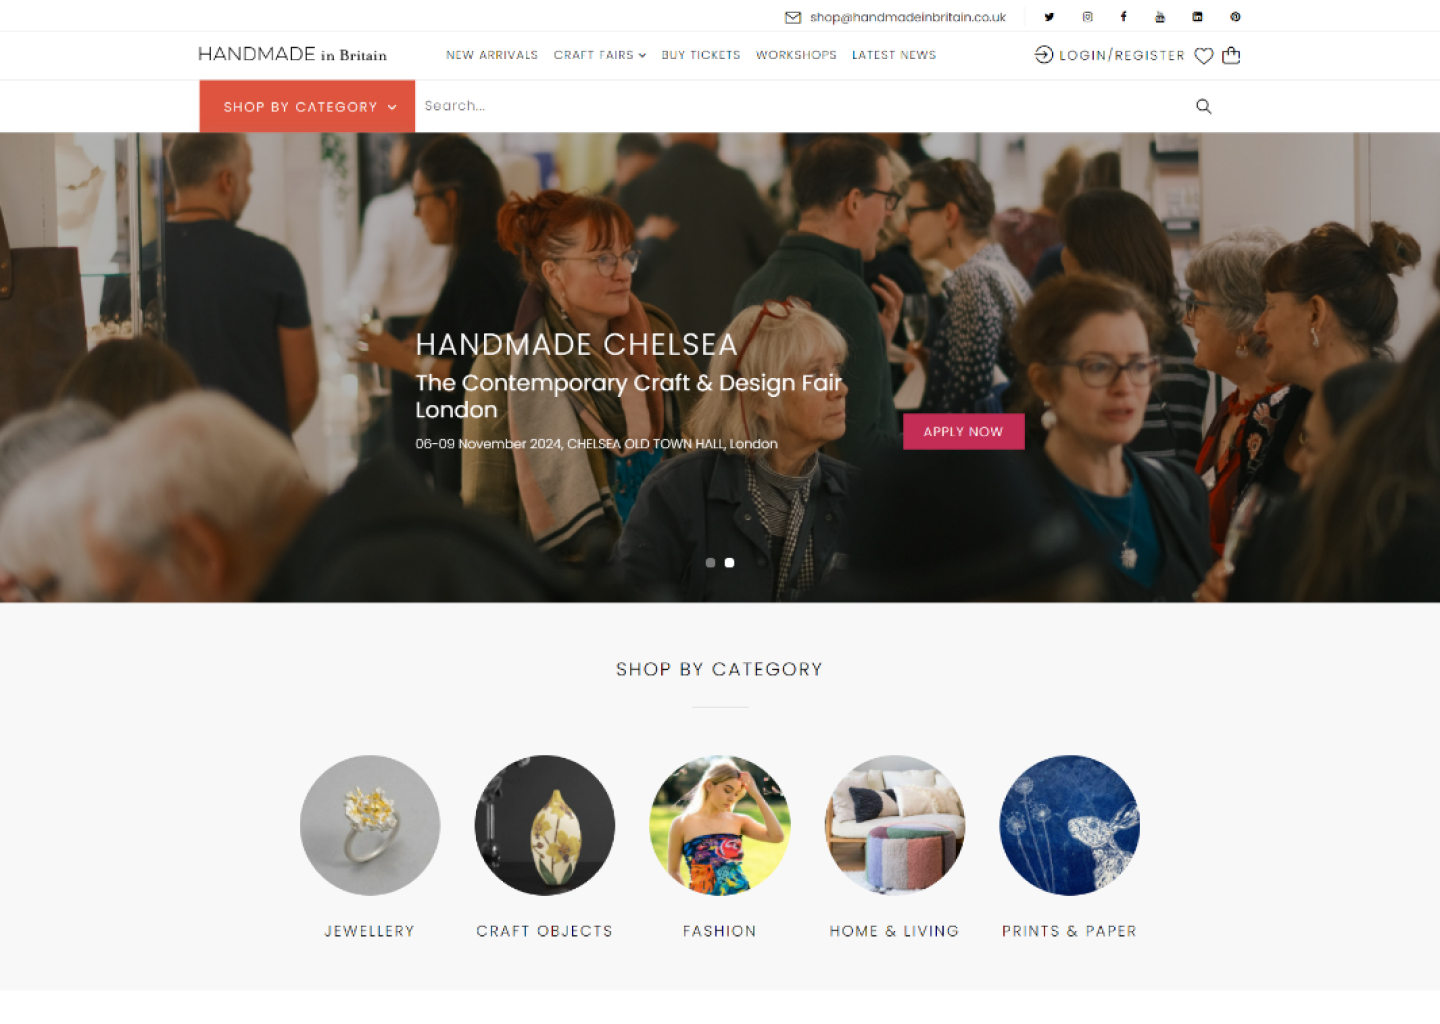 shop@handmadeinbritain.co.uk
HANDMADE in Britain
NEW ARRIVALS CRAFT FAIRS BUY TICKETS WORKSHOPS LATEST NEWS
LOGIN/REGISTER
SHOP BY CATEGORY
Search...
HANDMADE CHELSEA
The Contemporary Craft & Design Fair
London
06-09 November 2024, CHELSEA OLD TOWN HALL, London
APPLY NOW
SHOP BY CATEGORY
JEWELLERY CRAFT OBJECTS FASHION HOME & LIVING PRINTS & PAPER